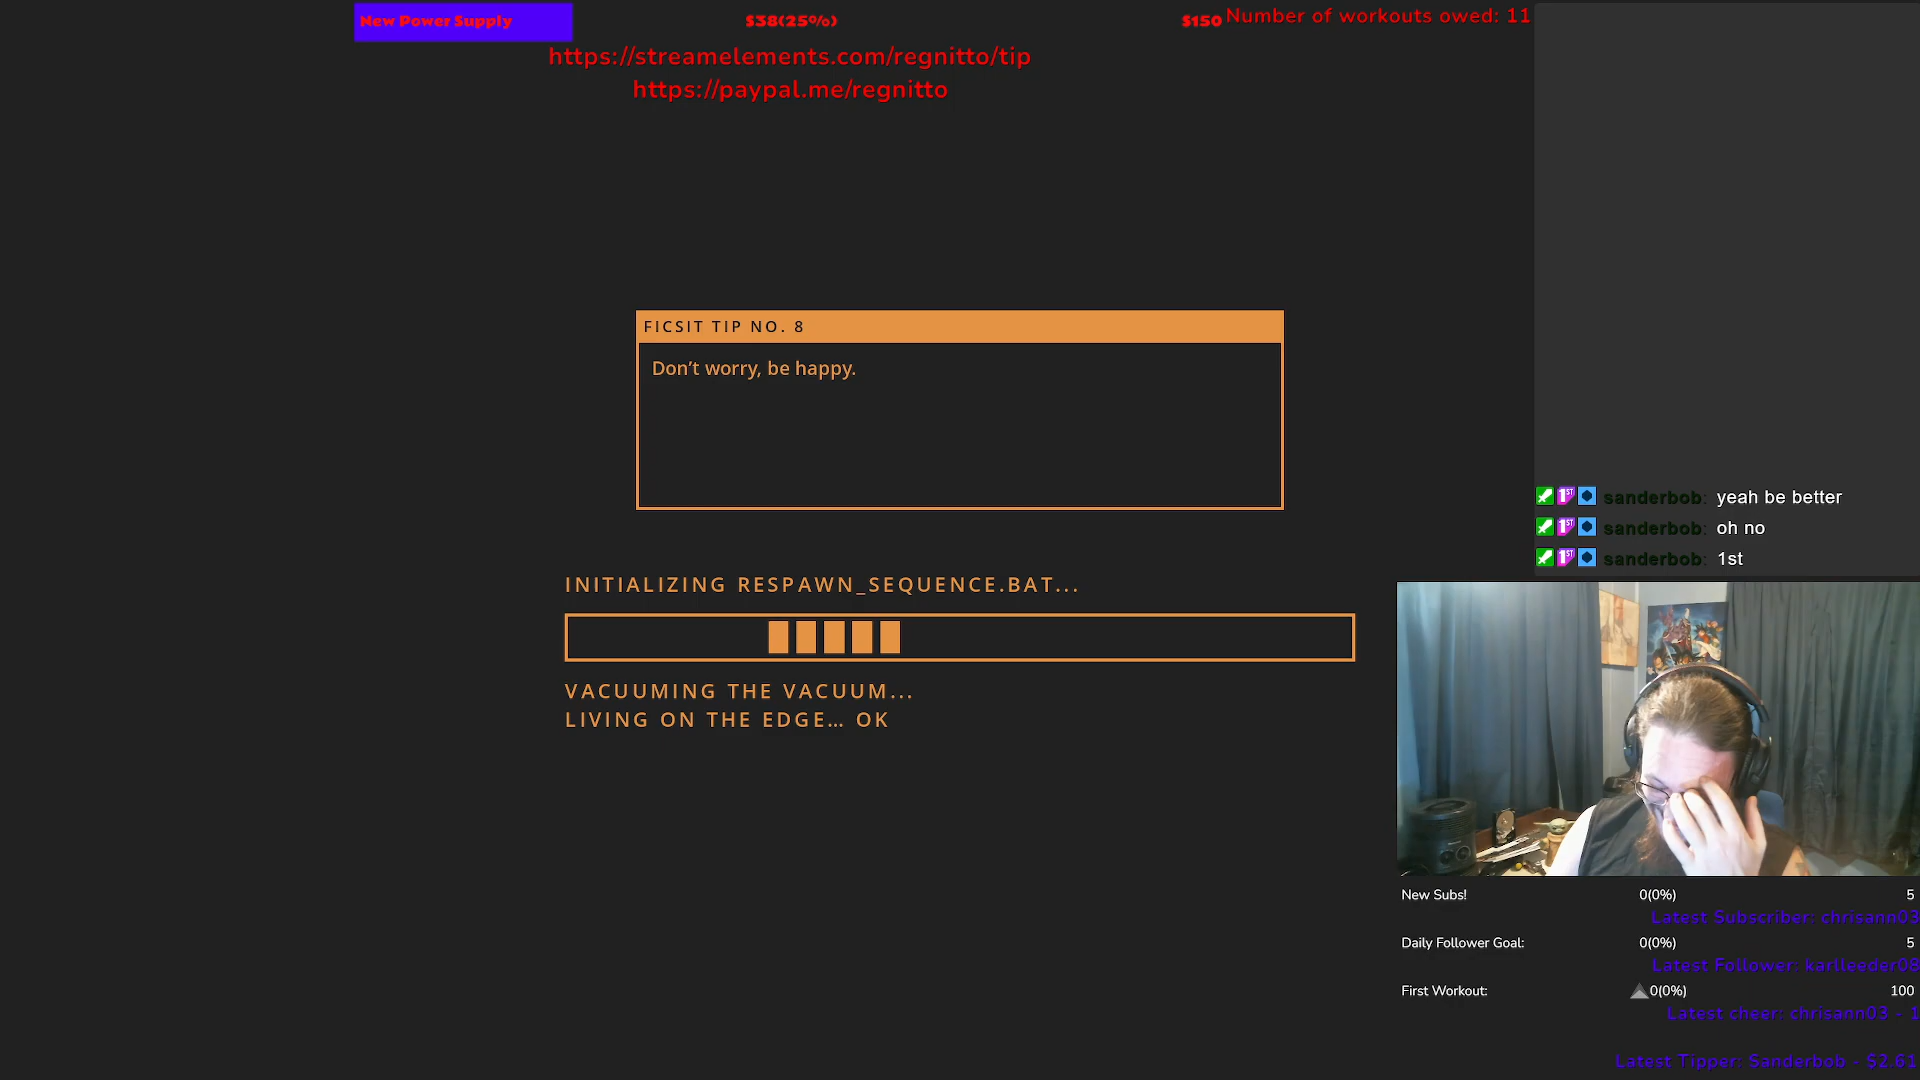 New Power Supply $38(25%) $150
Number of workouts owed: 11
https://streamelements.com/regnitto/tip
https://paypal.me/regnitto
FICSIT TIP NO. 8
Don't worry, be happy.
sanderbob: yeah be better
sanderbob: oh no
sanderbob: 1st
INITIALIZING RESPAWN_SEQUENCE.BAT...
VACUUMING THE VACUUM...
LIVING ON THE EDGE... OK
New Subs! 0(0%) 5
Latest Subscriber: chrisann03
Daily Follower Goal: 0(0%) 5
Latest Follower: karlleeder08
First Workout: 0(0%) 100
Latest cheer: chrisann03 - 1
Latest Tipper: Sanderbob - $2.61